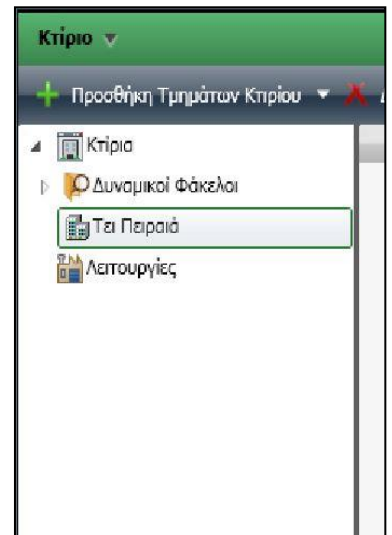 Κτίριο
Προσθήκη Τμημάτων Κτιρίου
Κτίρια
Δυναμικοί Φάκελοι
Τει Πειραιά
Λειτουργίες